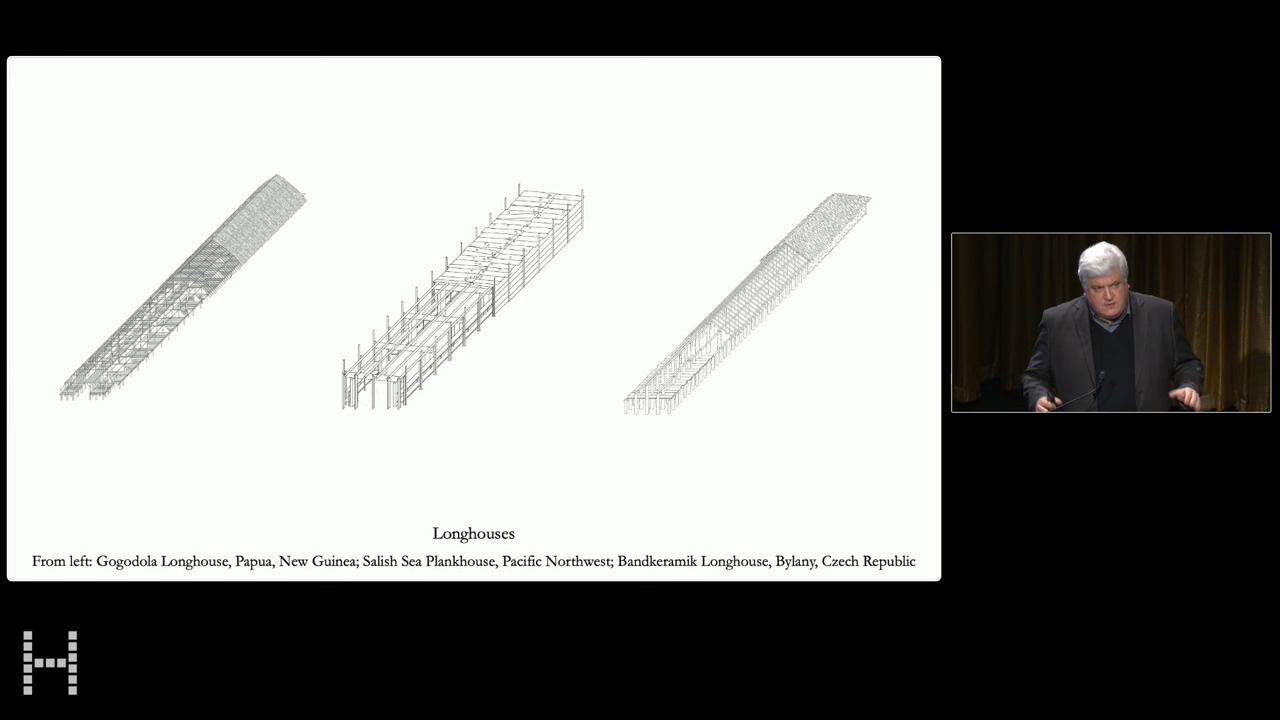 Longhouses
From left: Gogodola Longhouse, Papua, New Guinea; Salish Sea Plankhouse, Pacific Northwest; Bandkeramik Longhouse, Bylany, Czech Republic
H